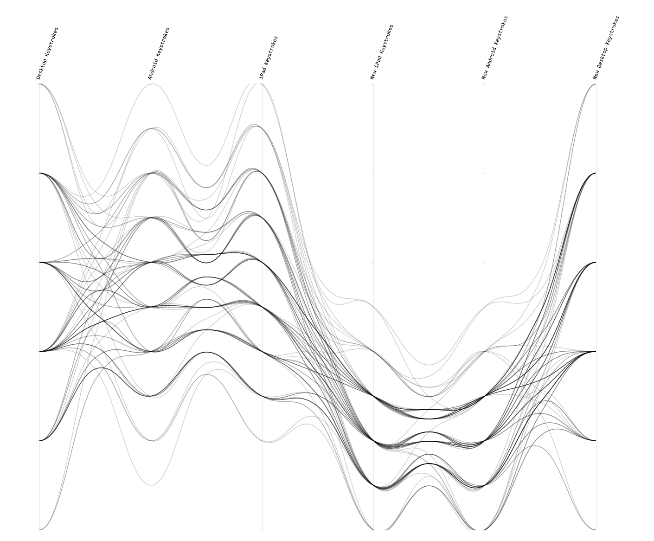 Desktop Keystrokes
Android Keystrokes
iPad Keystrokes
New iPad Keystrokes
New Android Keystrokes
New Desktop Keystrokes